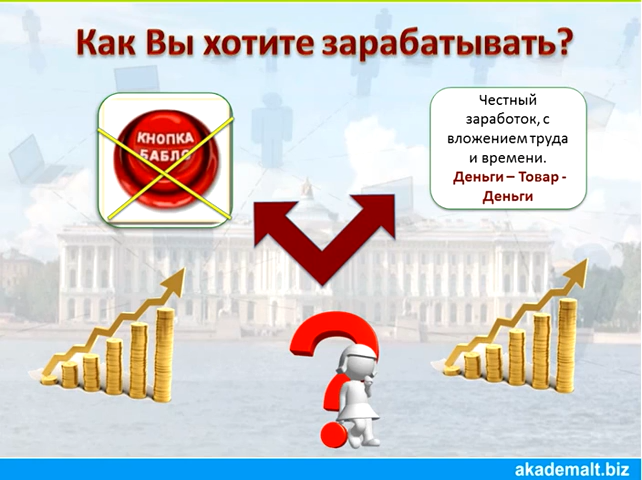 Как Вы хотите зарабатывать?
КНОПКА
БАБЛО
Честный
заработок, с
вложением труда
и времени.
Деньги – Товар -
Деньги
akademalt.biz